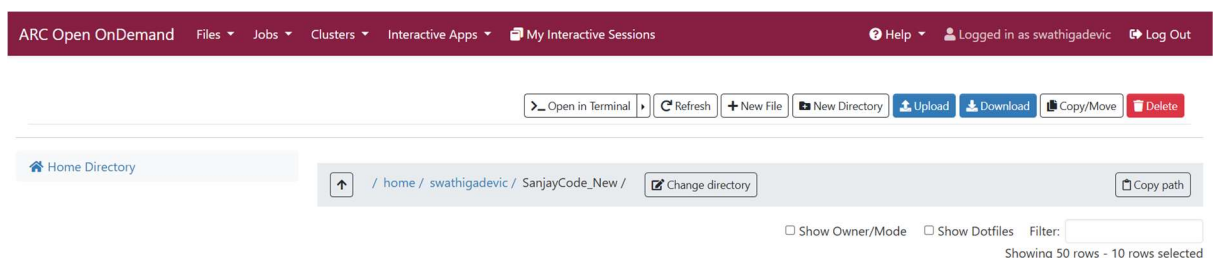 ARC Open OnDemand Files Jobs Clusters Interactive Apps My Interactive Sessions Help Logged in as swathigadevic Log Out
>_ Open in Terminal Refresh + New File New Directory Upload Download Copy/Move Delete
Home Directory
/ home / swathigadevic / SanjayCode_New / Change directory Copy path
Show Owner/Mode Show Dotfiles Filter:
Showing 50 rows - 10 rows selected